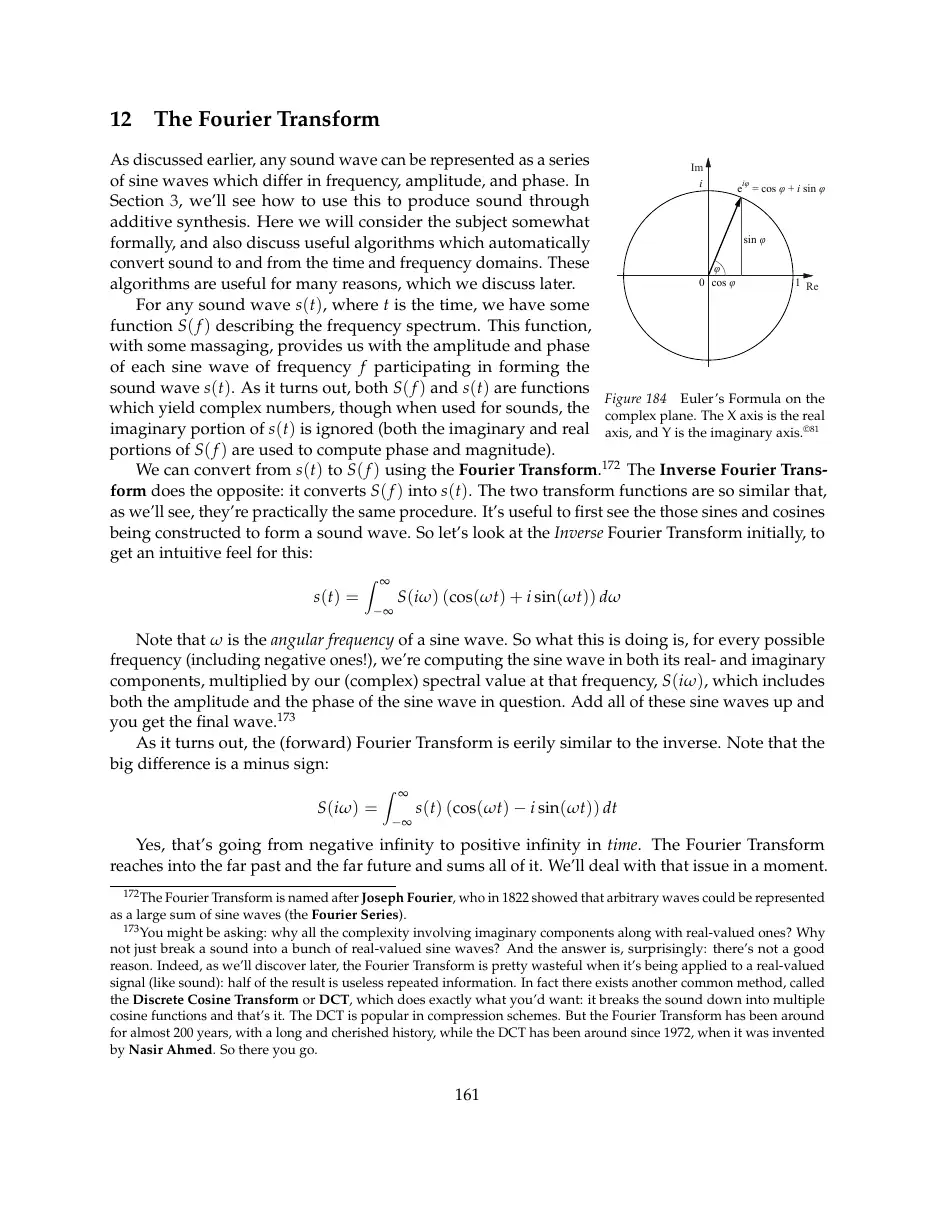 12 The Fourier Transform
As discussed earlier, any sound wave can be represented as a series
of sine waves which differ in frequency, amplitude, and phase. In
Section 3, we’ll see how to use this to produce sound through
additive synthesis. Here we will consider the subject somewhat
formally, and also discuss useful algorithms which automatically
convert sound to and from the time and frequency domains. These
algorithms are useful for many reasons, which we discuss later.
For any sound wave s(t), where t is the time, we have some
function S(f) describing the frequency spectrum. This function,
with some massaging, provides us with the amplitude and phase
of each sine wave of frequency f participating in forming the
sound wave s(t). As it turns out, both S(f) and s(t) are functions
which yield complex numbers, though when used for sounds, the
imaginary portion of s(t) is ignored (both the imaginary and real
portions of S(f) are used to compute phase and magnitude).
Im
i
e^{iφ} = cos φ + i sin φ
sin φ
φ
0 cos φ
1 Re
Figure 184 Euler’s Formula on the
complex plane. The X axis is the real
axis, and Y is the imaginary axis.©81
We can convert from s(t) to S(f) using the Fourier Transform.172 The Inverse Fourier Trans-
form does the opposite: it converts S(f) into s(t). The two transform functions are so similar that,
as we’ll see, they’re practically the same procedure. It’s useful to first see the those sines and cosines
being constructed to form a sound wave. So let’s look at the Inverse Fourier Transform initially, to
get an intuitive feel for this:
s(t) = ∫_{−∞}^{∞} S(iω) (cos(ωt) + i sin(ωt)) dω
Note that ω is the angular frequency of a sine wave. So what this is doing is, for every possible
frequency (including negative ones!), we’re computing the sine wave in both its real- and imaginary
components, multiplied by our (complex) spectral value at that frequency, S(iω), which includes
both the amplitude and the phase of the sine wave in question. Add all of these sine waves up and
you get the final wave.173
As it turns out, the (forward) Fourier Transform is eerily similar to the inverse. Note that the
big difference is a minus sign:
S(iω) = ∫_{−∞}^{∞} s(t) (cos(ωt) − i sin(ωt)) dt
Yes, that’s going from negative infinity to positive infinity in time. The Fourier Transform
reaches into the far past and the far future and sums all of it. We’ll deal with that issue in a moment.
172The Fourier Transform is named after Joseph Fourier, who in 1822 showed that arbitrary waves could be represented
as a large sum of sine waves (the Fourier Series).
173You might be asking: why all the complexity involving imaginary components along with real-valued ones? Why
not just break a sound into a bunch of real-valued sine waves? And the answer is, surprisingly: there’s not a good
reason. Indeed, as we’ll discover later, the Fourier Transform is pretty wasteful when it’s being applied to a real-valued
signal (like sound): half of the result is useless repeated information. In fact there exists another common method, called
the Discrete Cosine Transform or DCT, which does exactly what you’d want: it breaks the sound down into multiple
cosine functions and that’s it. The DCT is popular in compression schemes. But the Fourier Transform has been around
for almost 200 years, with a long and cherished history, while the DCT has been around since 1972, when it was invented
by Nasir Ahmed. So there you go.
161